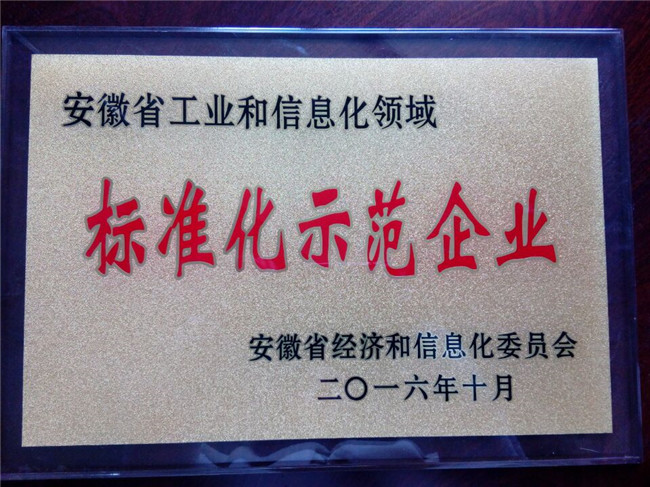 安徽省工业和信息化领域
标准化示范企业
安徽省经济和信息化委员会
二〇一六年十月